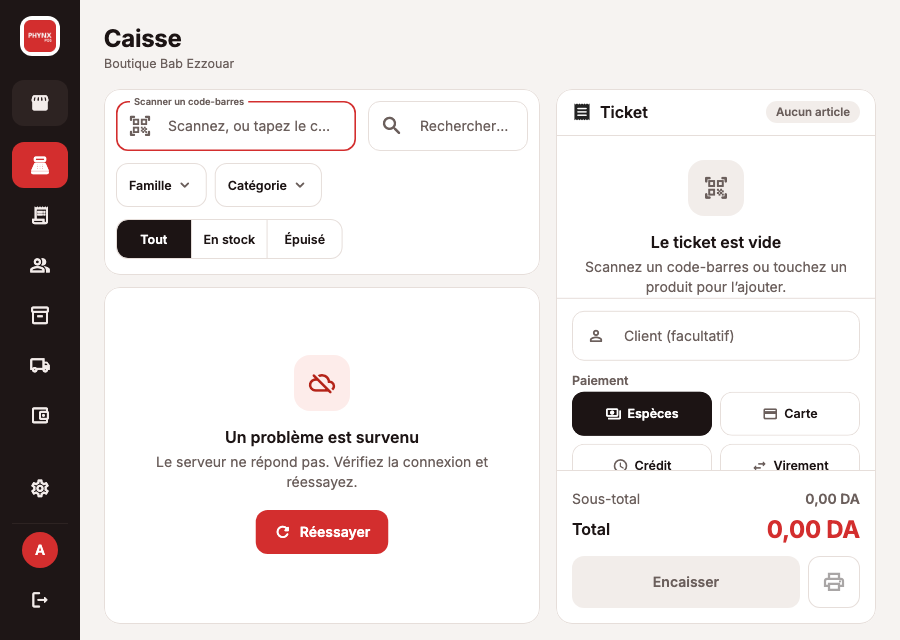 PHYNX
POS
Caisse
Boutique Bab Ezzouar
Scanner un code-barres
Scannez, ou tapez le c...
Rechercher...
Famille
Catégorie
Tout
En stock
Épuisé
Un problème est survenu
Le serveur ne répond pas. Vérifiez la connexion et
réessayez.
Réessayer
Ticket
Aucun article
Le ticket est vide
Scannez un code-barres ou touchez un
produit pour l’ajouter.
Client (facultatif)
Paiement
Espèces
Carte
Crédit
Virement
Sous-total
0,00 DA
Total
0,00 DA
Encaisser
A